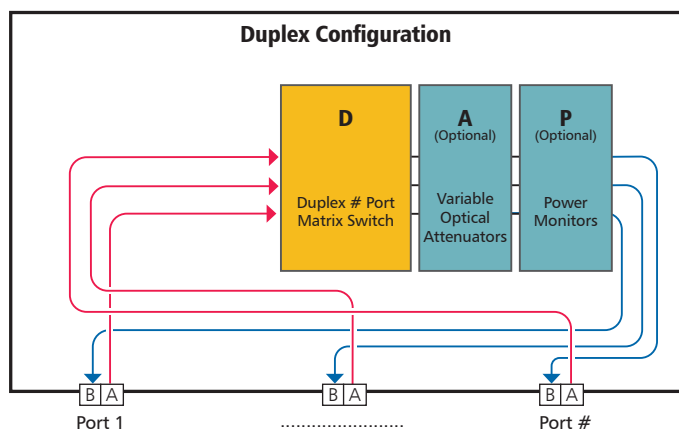 Duplex Configuration
D
Duplex # Port
Matrix Switch
A
(Optional)
Variable
Optical
Attenuators
P
(Optional)
Power
Monitors
B A
B A
B A
Port 1
........................
Port #